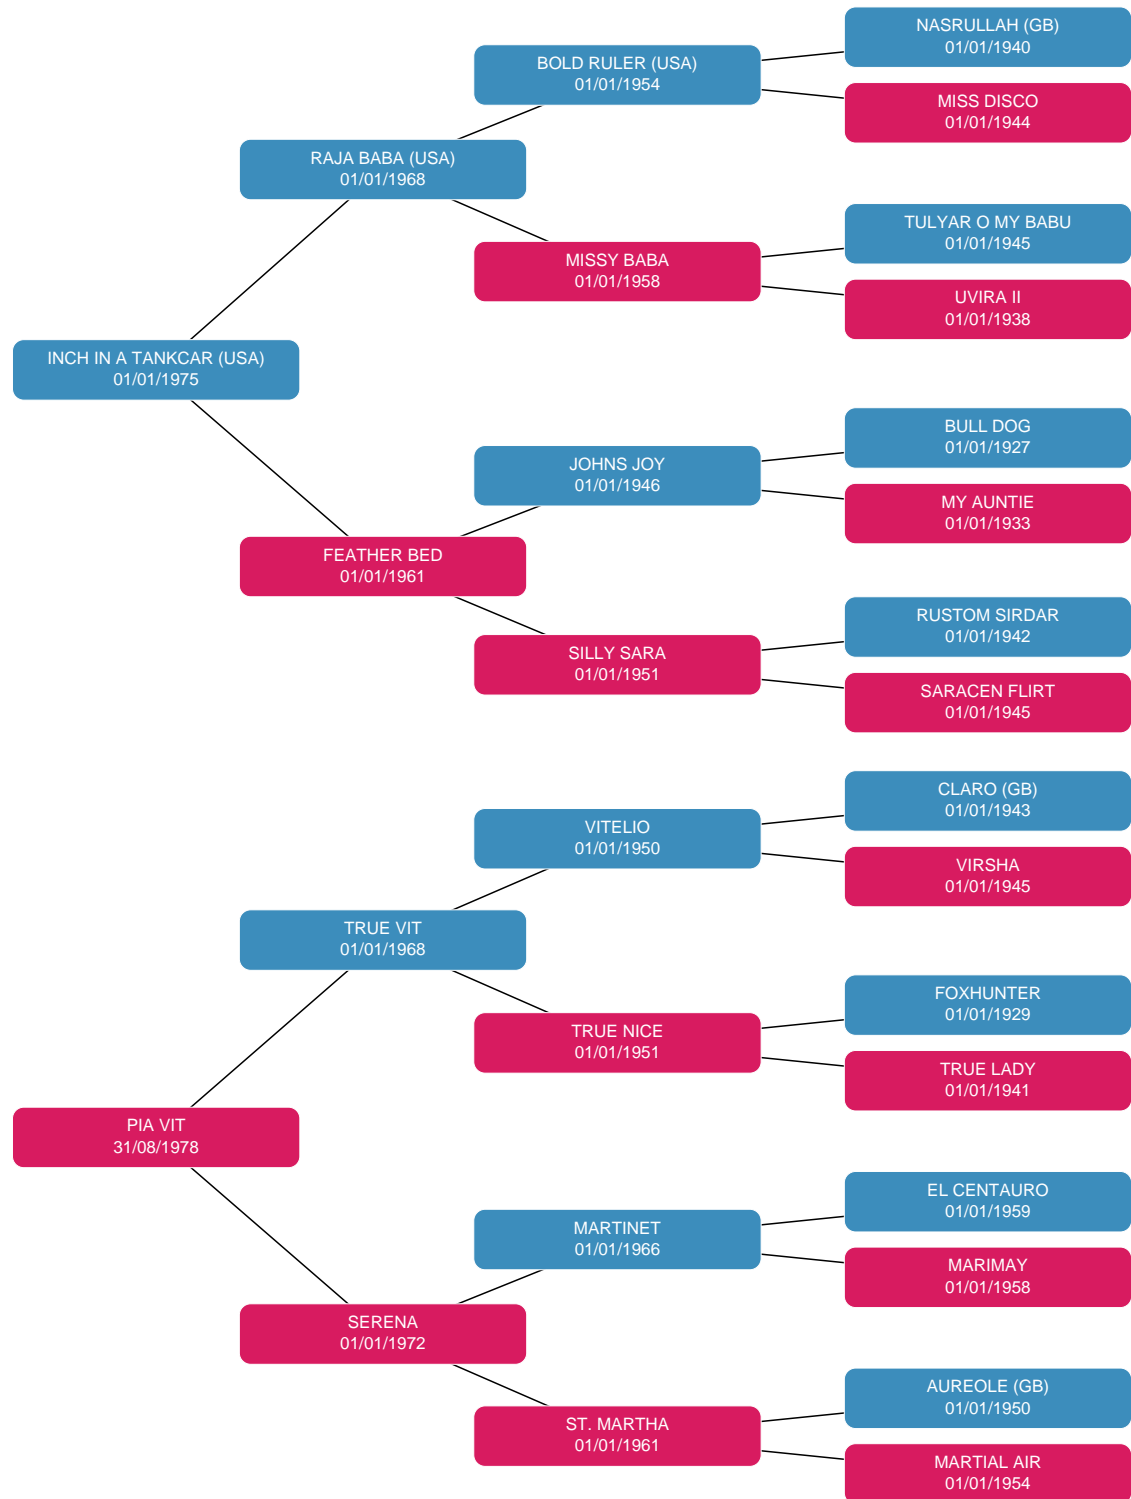 NASRULLAH (GB)
01/01/1940
BOLD RULER (USA)
01/01/1954
MISS DISCO
01/01/1944
RAJA BABA (USA)
01/01/1968
TULYAR O MY BABU
01/01/1945
MISSY BABA
01/01/1958
UVIRA II
01/01/1938
INCH IN A TANKCAR (USA)
01/01/1975
BULL DOG
01/01/1927
JOHNS JOY
01/01/1946
MY AUNTIE
01/01/1933
FEATHER BED
01/01/1961
RUSTOM SIRDAR
01/01/1942
SILLY SARA
01/01/1951
SARACEN FLIRT
01/01/1945
CLARO (GB)
01/01/1943
VITELIO
01/01/1950
VIRSHA
01/01/1945
TRUE VIT
01/01/1968
FOXHUNTER
01/01/1929
TRUE NICE
01/01/1951
TRUE LADY
01/01/1941
PIA VIT
31/08/1978
EL CENTAURO
01/01/1959
MARTINET
01/01/1966
MARIMAY
01/01/1958
SERENA
01/01/1972
AUREOLE (GB)
01/01/1950
ST. MARTHA
01/01/1961
MARTIAL AIR
01/01/1954